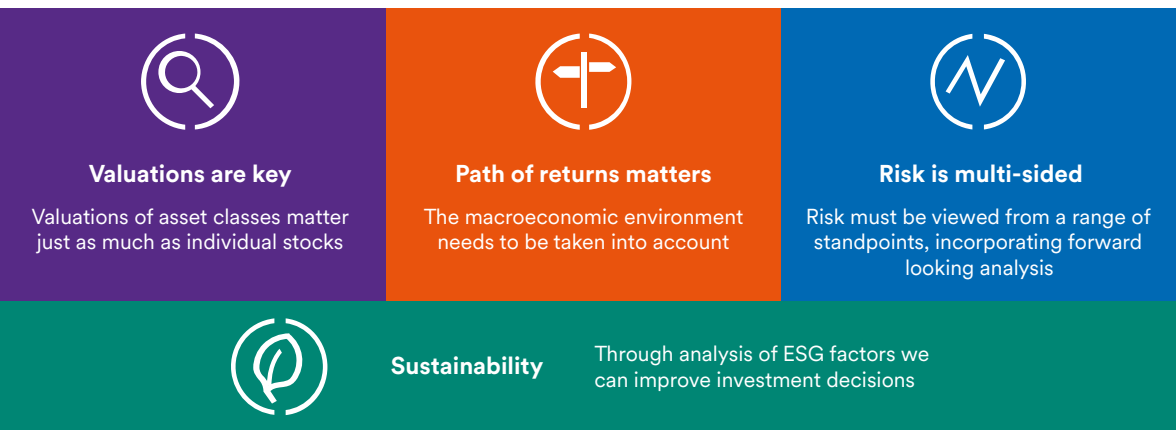 Valuations are key
Valuations of asset classes matter
just as much as individual stocks
Path of returns matters
The macroeconomic environment
needs to be taken into account
Risk is multi-sided
Risk must be viewed from a range of
standpoints, incorporating forward
looking analysis
Sustainability
Through analysis of ESG factors we
can improve investment decisions